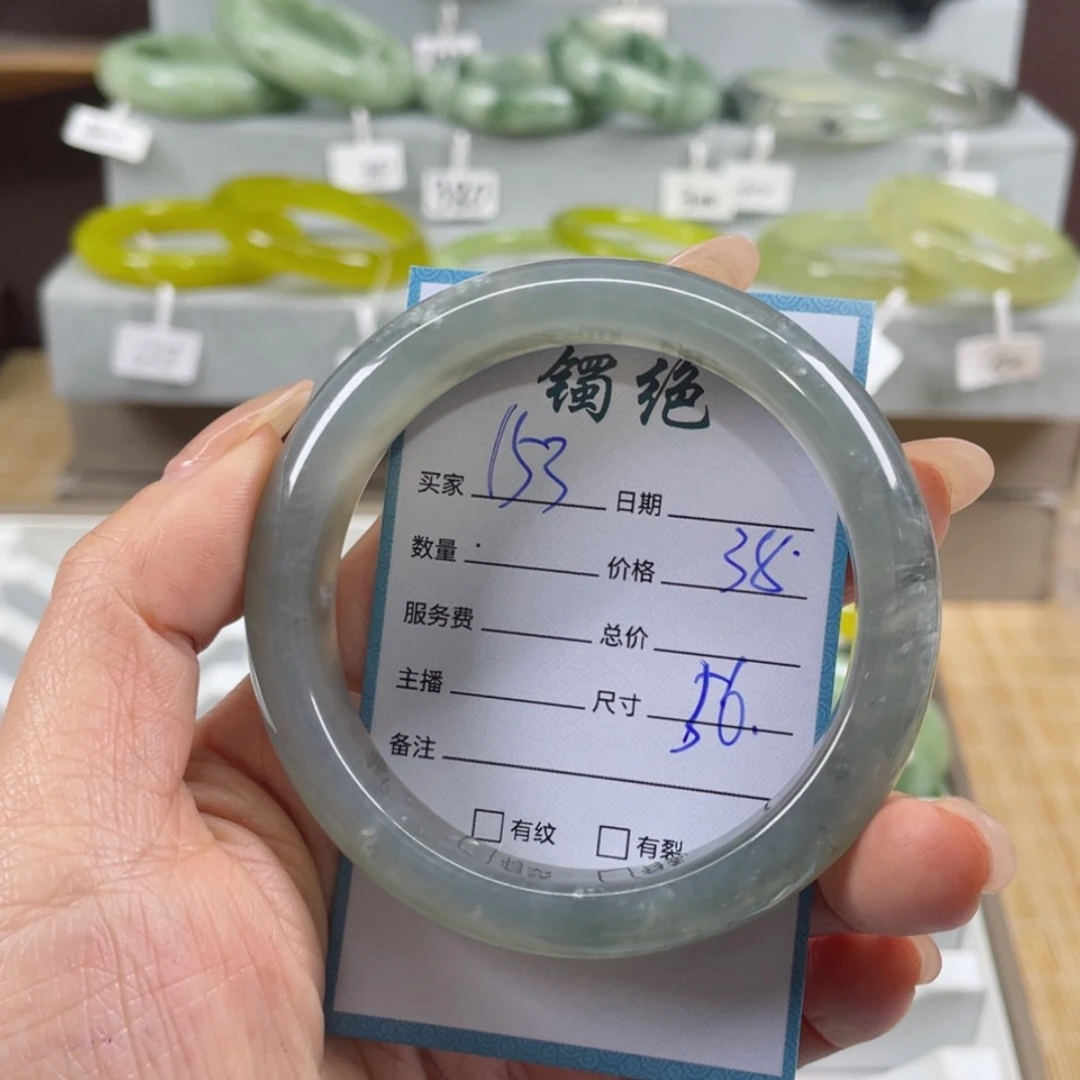 镯绝
买家 153 日期
数量 · 价格 38.
服务费 总价
主播 尺寸 56.
备注
有纹 有裂